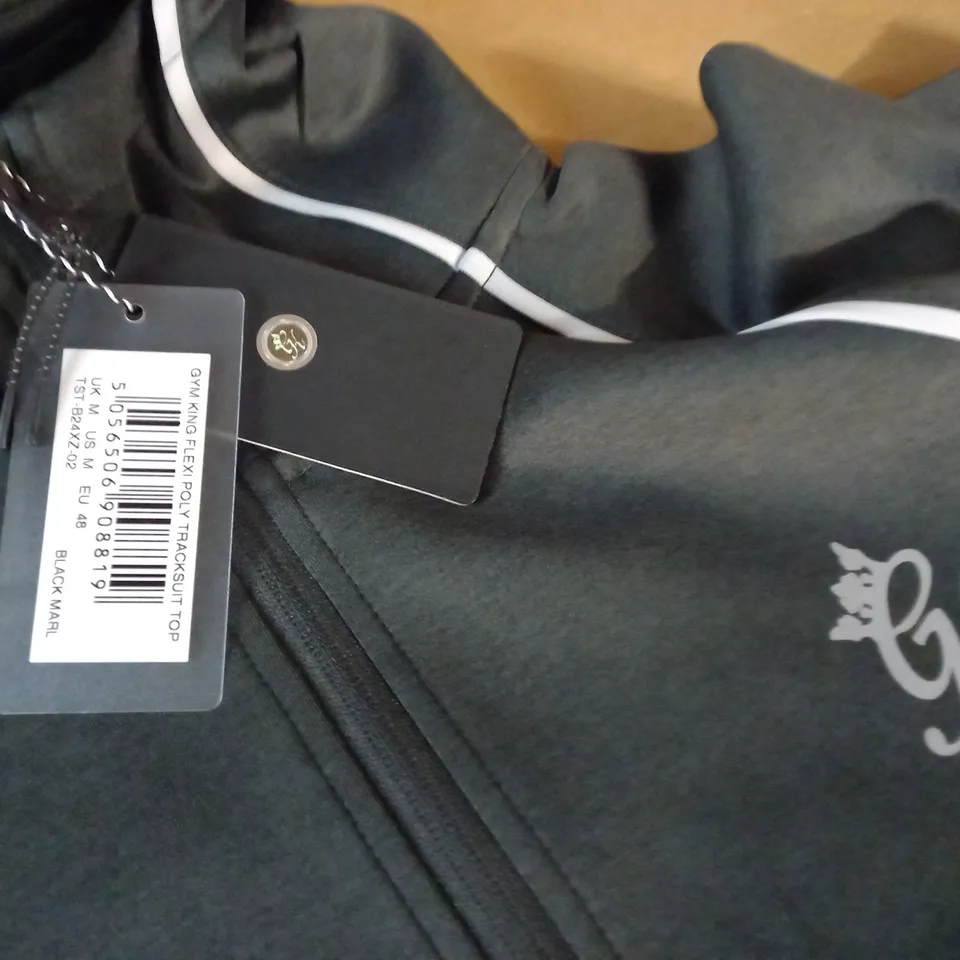 GYM KING FLEXI POLY TRACKSUIT TOP
5 056506 908819
UK M US M EU 48 BLACK MARL
TST-B24XZ-02